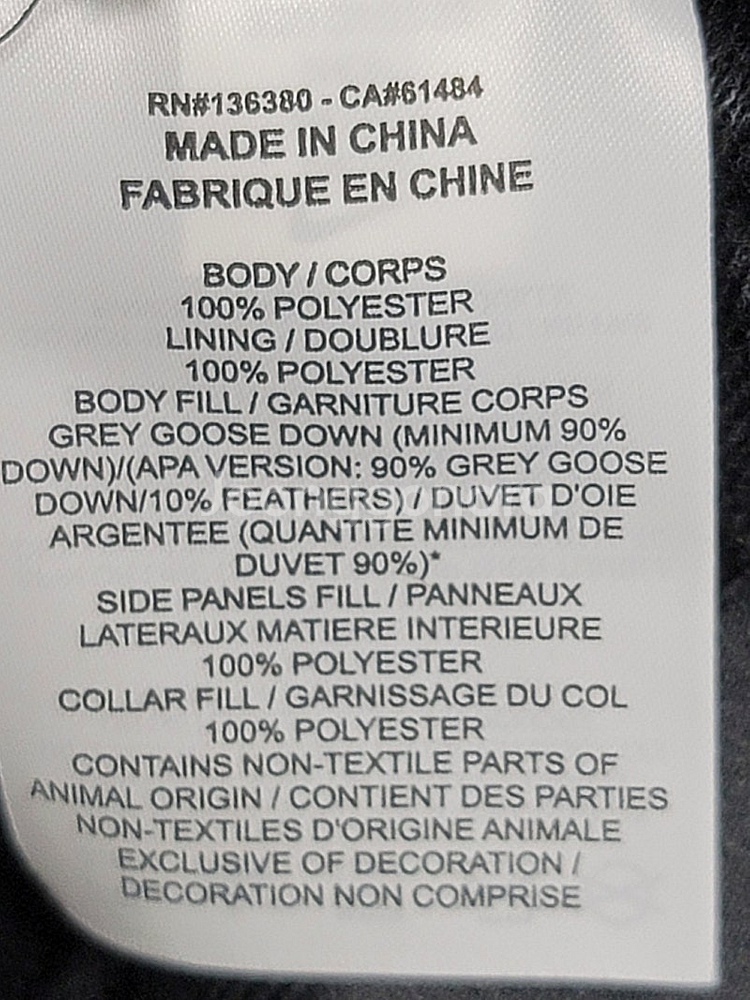 RN#136380 - CA#61484
MADE IN CHINA
FABRIQUE EN CHINE
BODY / CORPS
100% POLYESTER
LINING / DOUBLURE
100% POLYESTER
BODY FILL / GARNITURE CORPS
GREY GOOSE DOWN (MINIMUM 90%
DOWN)/(APA VERSION: 90% GREY GOOSE
DOWN/10% FEATHERS) / DUVET D'OIE
ARGENTEE (QUANTITE MINIMUM DE
DUVET 90%)*
SIDE PANELS FILL / PANNEAUX
LATERAUX MATIERE INTERIEURE
100% POLYESTER
COLLAR FILL / GARNISSAGE DU COL
100% POLYESTER
CONTAINS NON-TEXTILE PARTS OF
ANIMAL ORIGIN / CONTIENT DES PARTIES
NON-TEXTILES D'ORIGINE ANIMALE
EXCLUSIVE OF DECORATION /
DECORATION NON COMPRISE